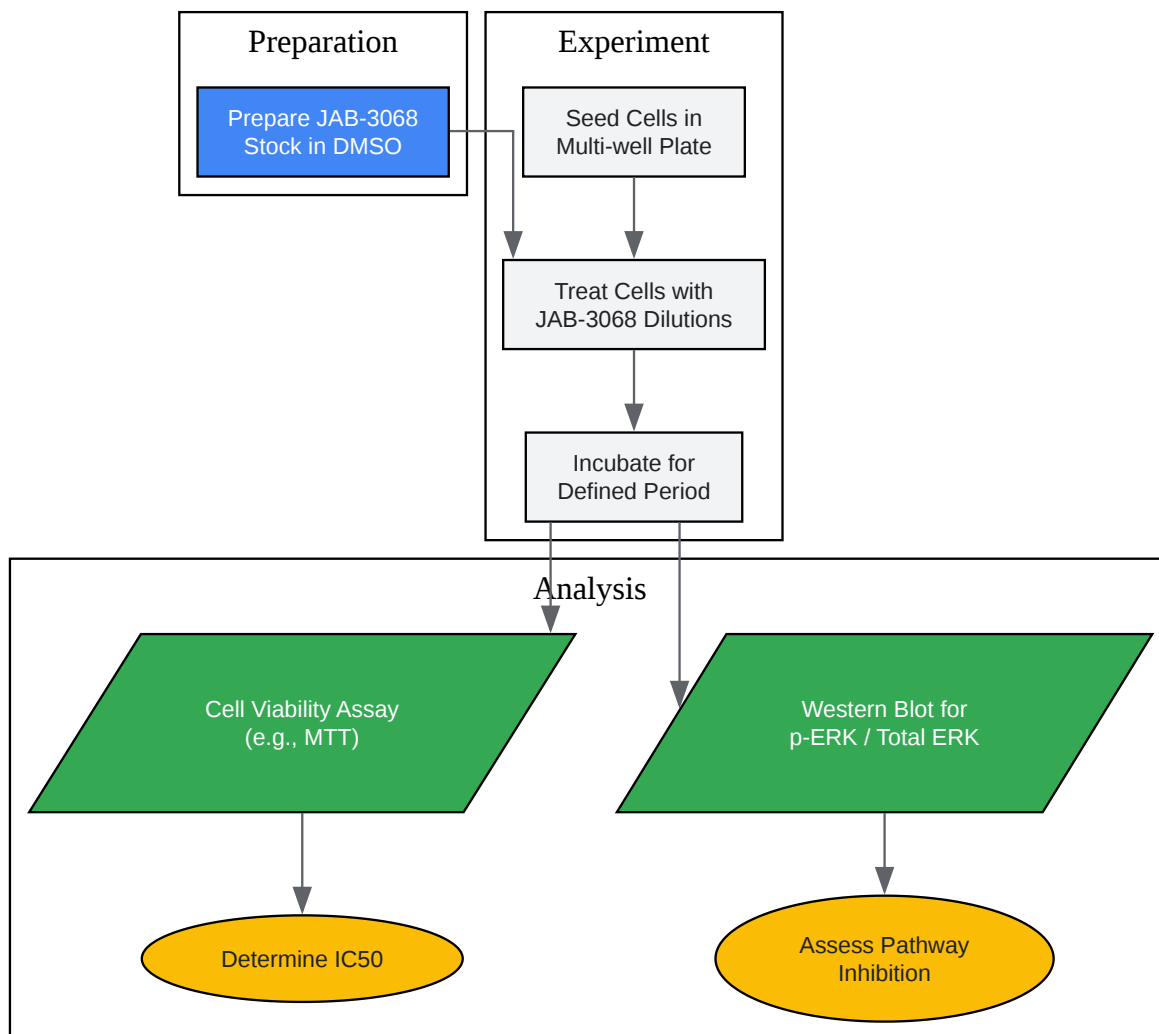 Preparation
Experiment
Prepare JAB-3068
Stock in DMSO
Seed Cells in
Multi-well Plate
Treat Cells with
JAB-3068 Dilutions
Incubate for
Defined Period
Analysis
Cell Viability Assay
(e.g., MTT)
Western Blot for
p-ERK / Total ERK
Determine IC50
Assess Pathway
Inhibition